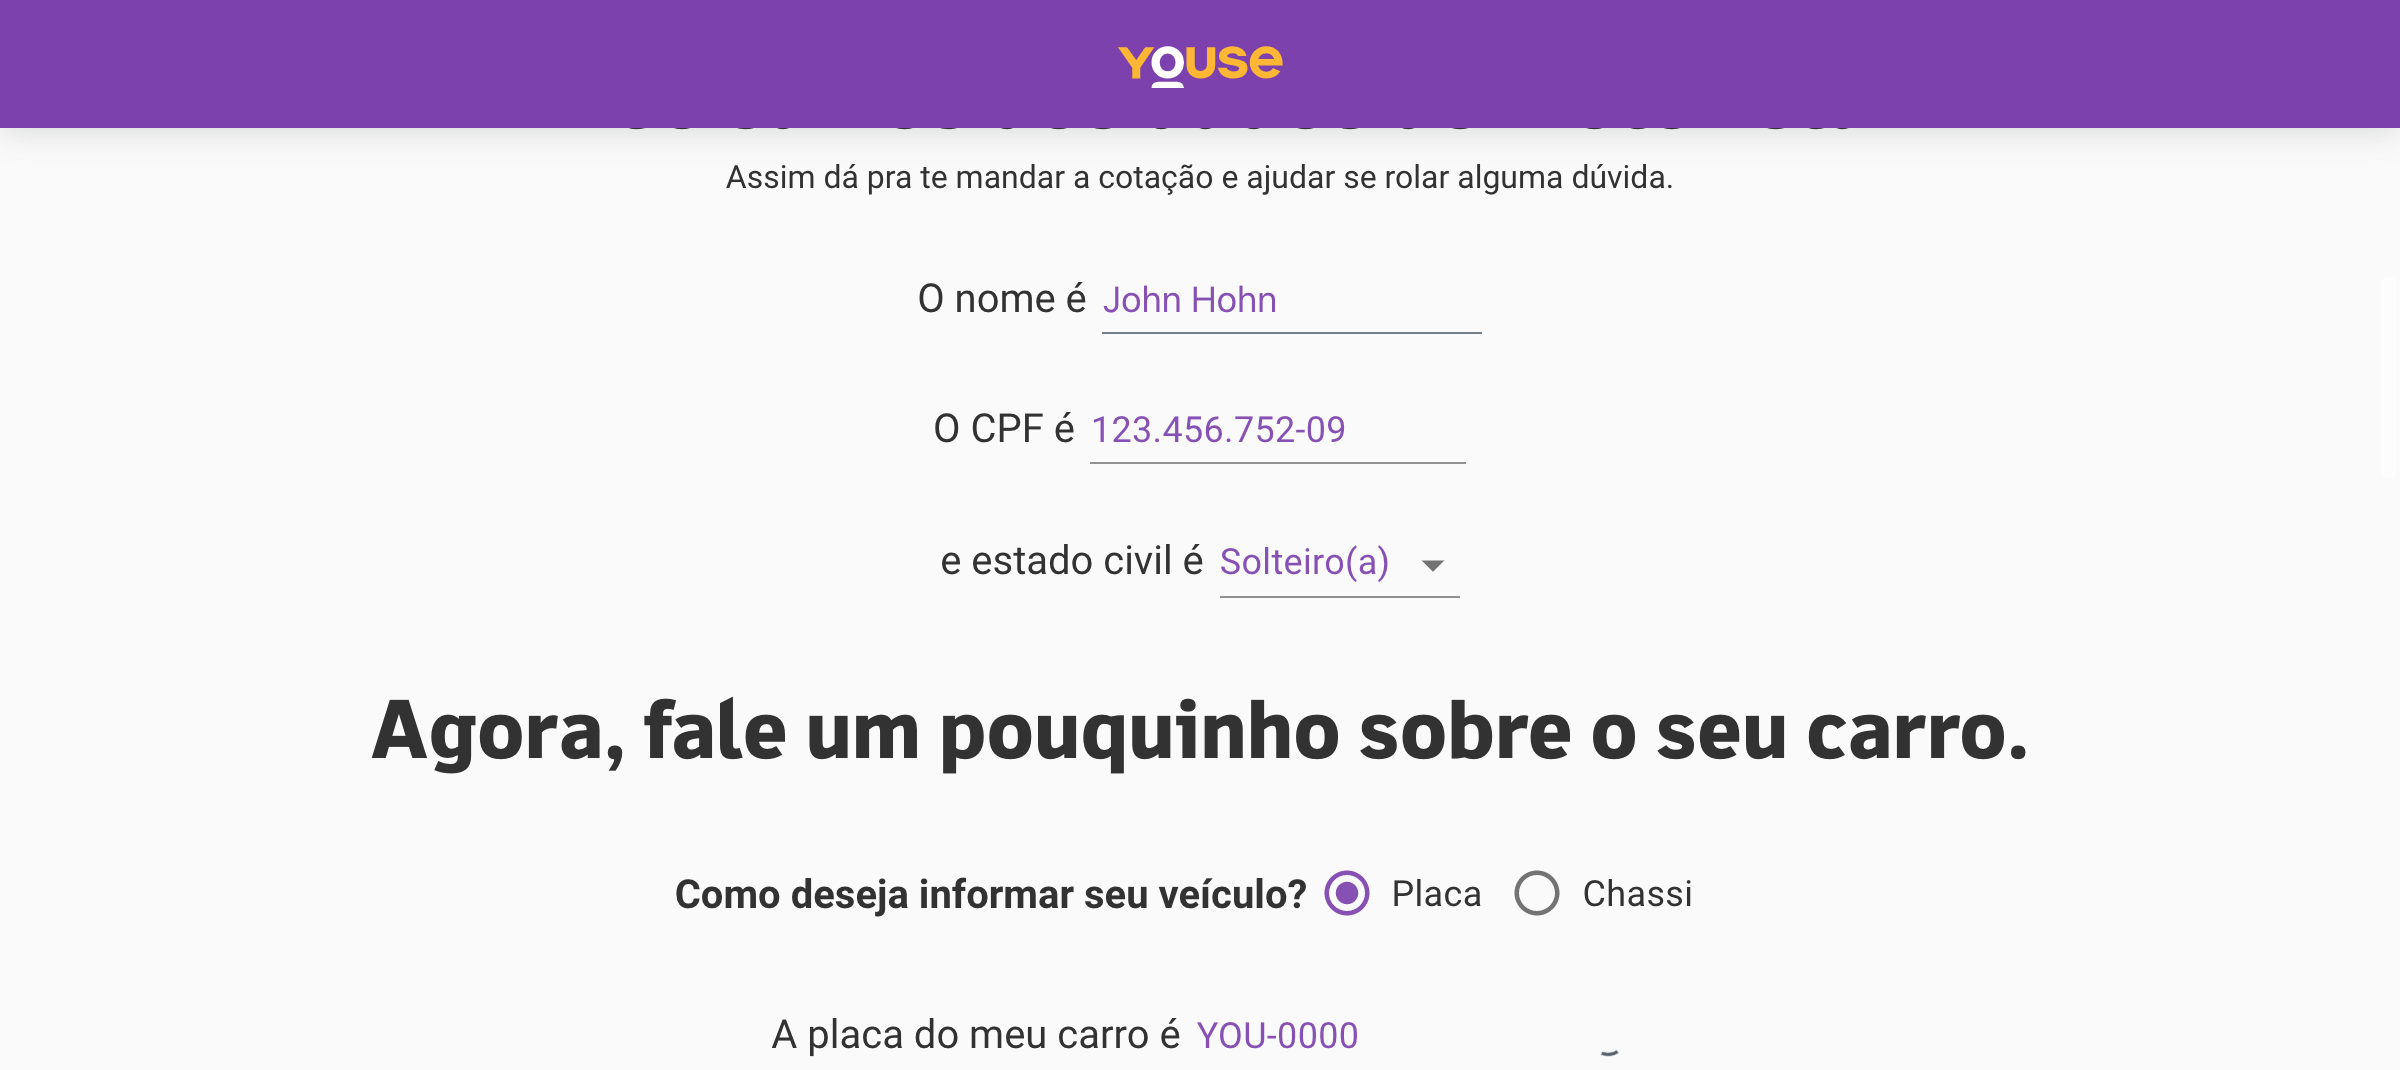 YOUSE
Assim dá pra te mandar a cotação e ajudar se rolar alguma dúvida.
O nome é John Hohn
O CPF é 123.456.752-09
e estado civil é Solteiro(a)
Agora, fale um pouquinho sobre o seu carro.
Como deseja informar seu veículo? Placa Chassi
A placa do meu carro é YOU-0000